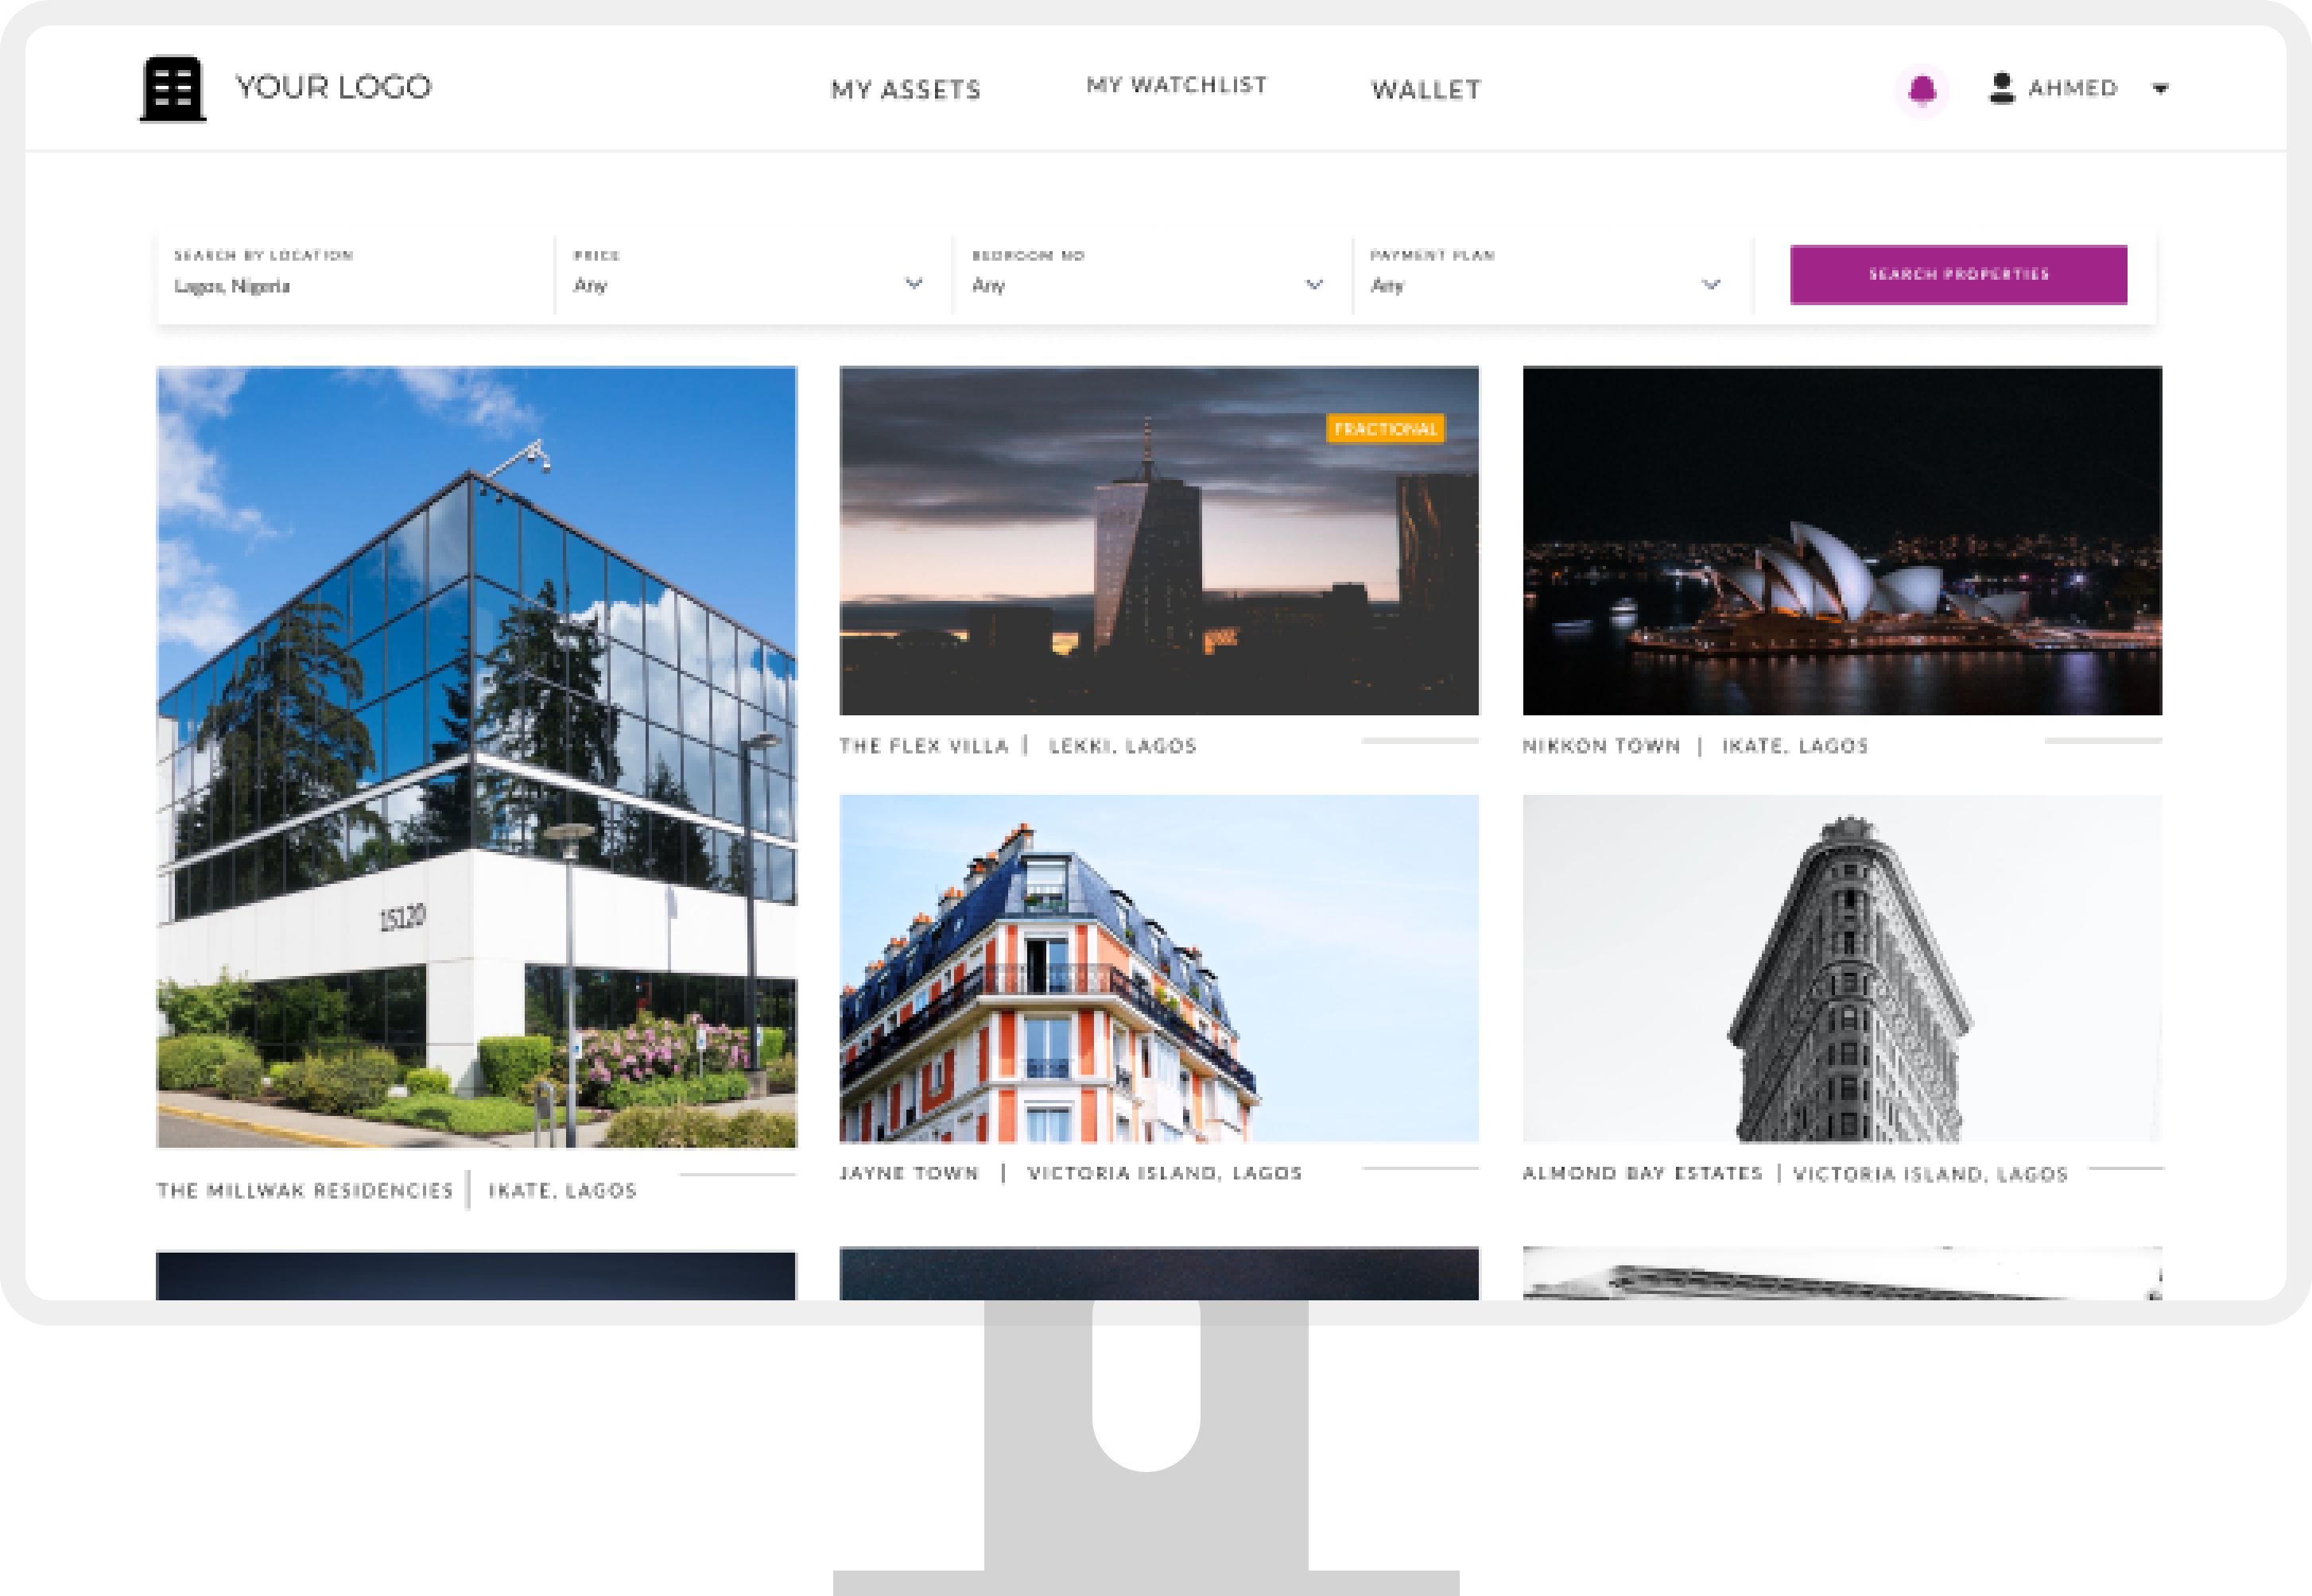 YOUR LOGO
MY ASSETS
MY WATCHLIST
WALLET
AHMED
SEARCH BY LOCATION
Lagos, Nigeria
PRICE
Any
BEDROOM NO
Any
PAYMENT PLAN
Any
SEARCH PROPERTIES
15120
THE MILLWAK RESIDENCIES | IKATE, LAGOS
FRACTIONAL
THE FLEX VILLA | LEKKI, LAGOS
NIKKON TOWN | IKATE, LAGOS
JAYNE TOWN | VICTORIA ISLAND, LAGOS
ALMOND BAY ESTATES | VICTORIA ISLAND, LAGOS